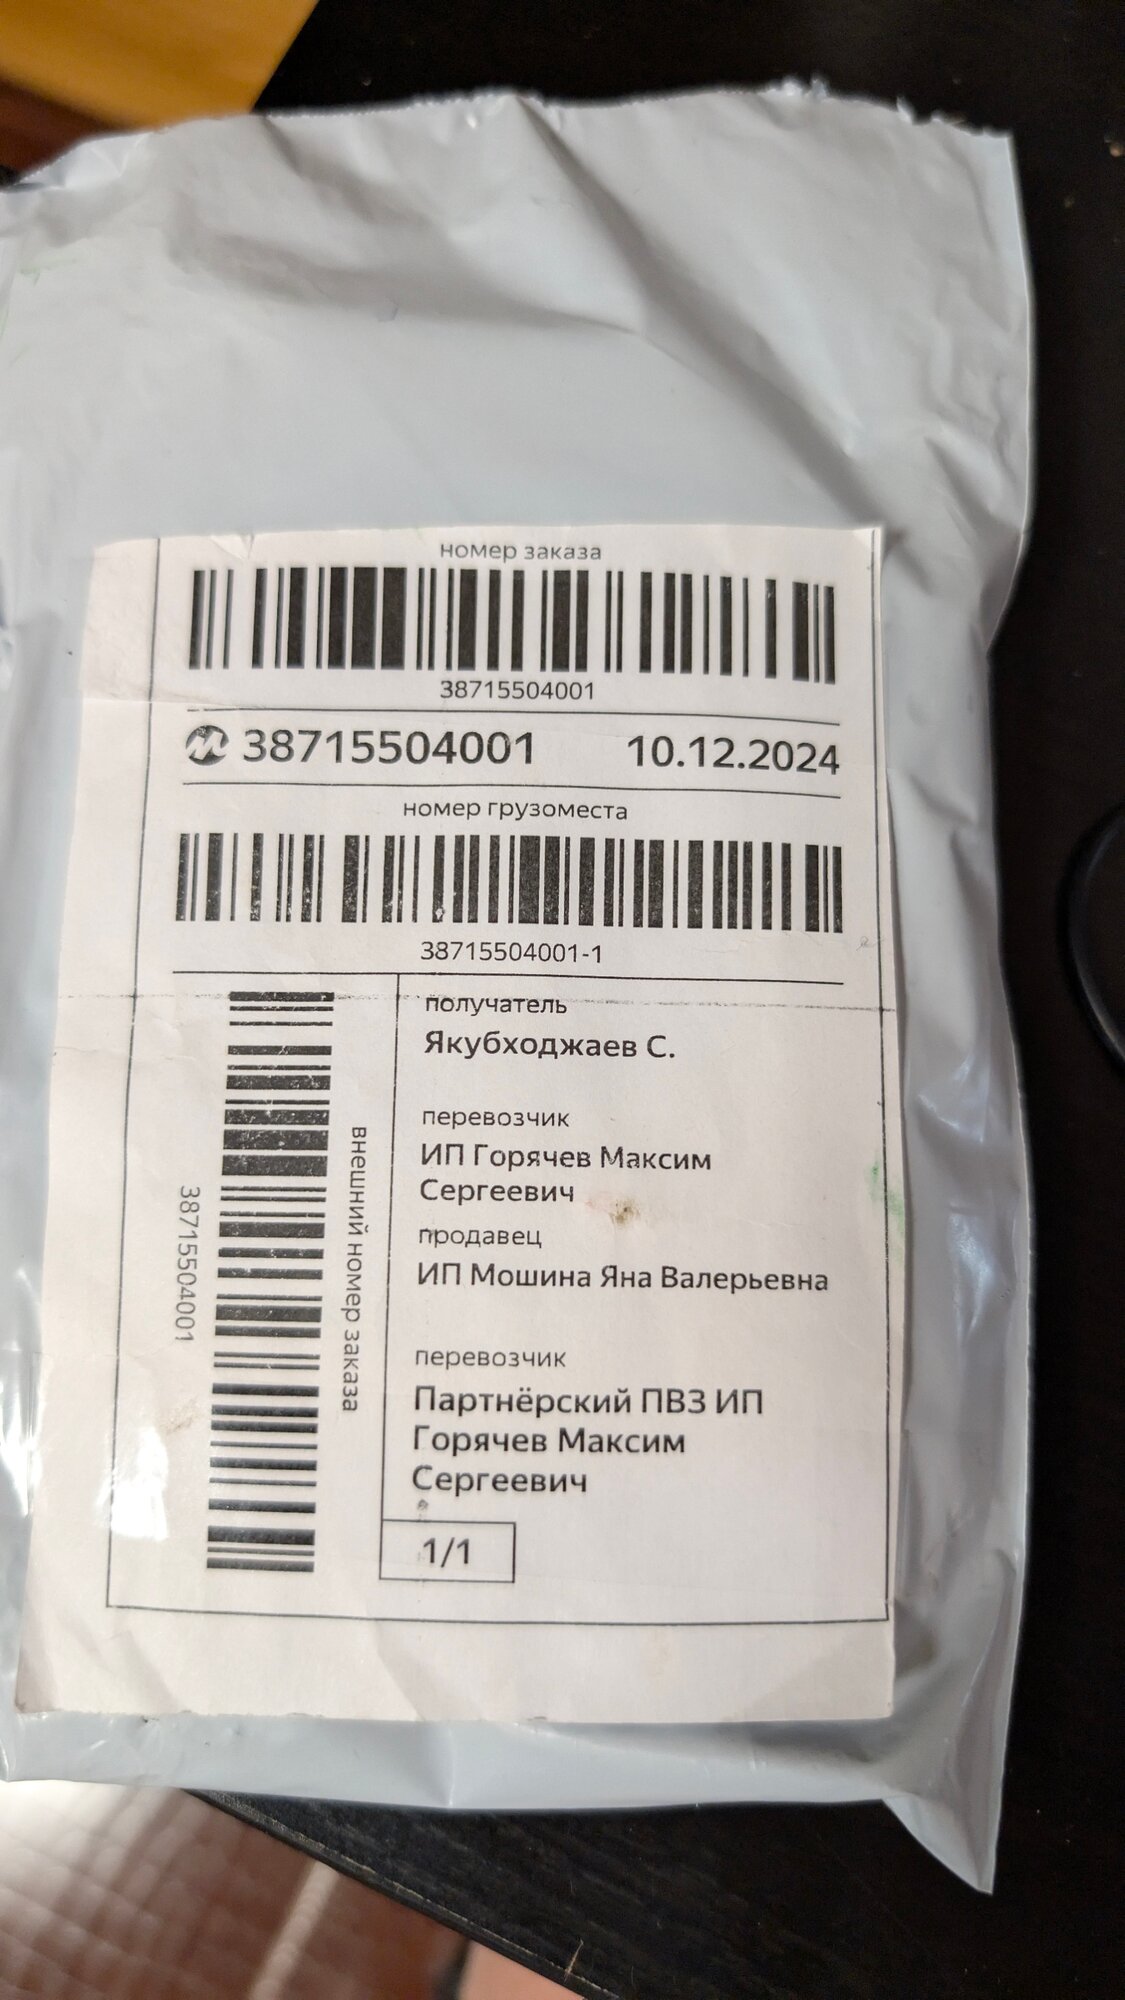 номер заказа
38715504001
38715504001 10.12.2024
номер грузоместа
38715504001-1
38715504001
внешний номер заказа
получатель
Якубходжаев С.
перевозчик
ИП Горячев Максим
Сергеевич
продавец
ИП Мошина Яна Валерьевна
перевозчик
Партнёрский ПВЗ ИП
Горячев Максим
Сергеевич
1/1